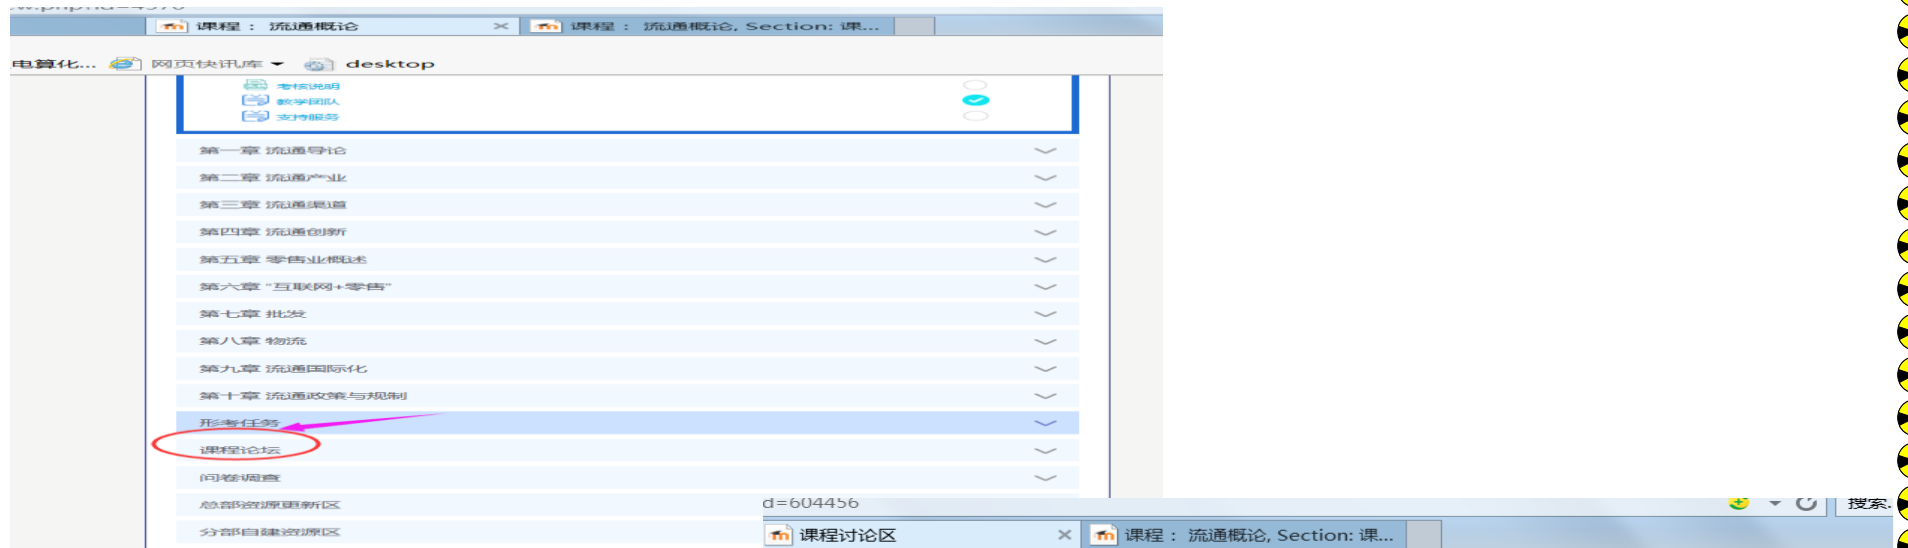 课程： 流通概论
课程： 流通概论, Section: 课...
电算化...
网页快讯库
desktop
考核说明
教学团队
支持服务
第一章 流通导论
第二章 流通产业
第三章 流通渠道
第四章 流通创新
第五章 零售业概述
第六章 "互联网+零售"
第七章 批发
第八章 物流
第九章 流通国际化
第十章 流通政策与规制
形考任务
课程论坛
问卷调查
总部资源更新区
分部自建资源区
d=604456
搜索.
课程讨论区
课程： 流通概论, Section: 课...